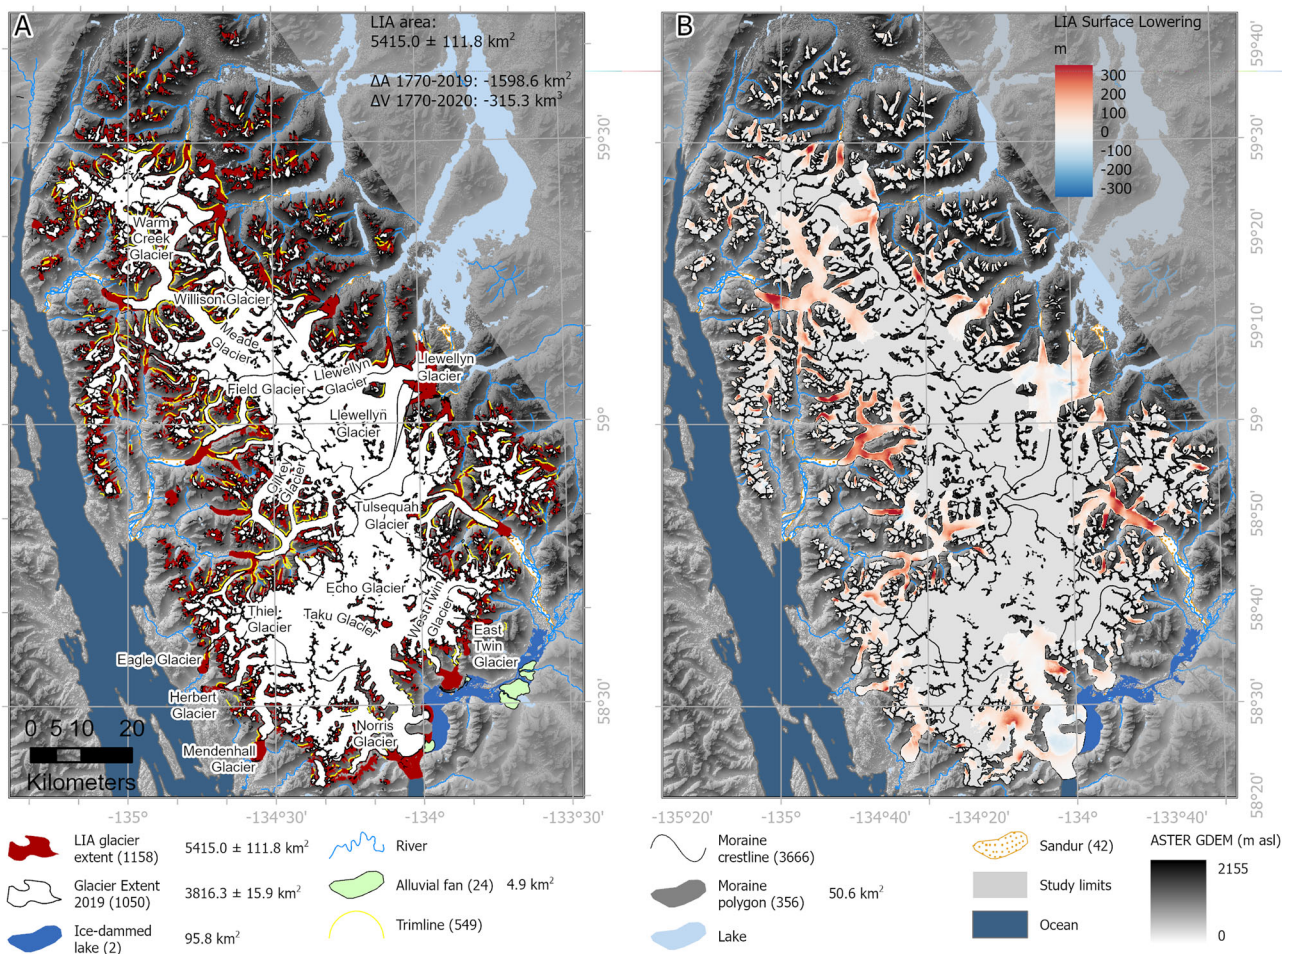 A
LIA area:
5415.0 ± 111.8 km²
ΔA 1770-2019: -1598.6 km²
ΔV 1770-2020: -315.3 km³
Warm
Creek
Glacier
Willison Glacier
Meade
Glacier
Llewellyn
Glacier
Llewellyn
Glacier
Field Glacier
Llewellyn
Glacier
Gilkey
Glacier
Tulsequah
Glacier
Echo Glacier
Taku Glacier
Thiel
Glacier
West Twin
Glacier
East
Twin
Glacier
Eagle Glacier
Herbert
Glacier
Norris
Glacier
Mendenhall
Glacier
0 5 10 20
Kilometers
59°30'
59°
58°30'
-135°
-134°30'
-134°
-133°30'
B
LIA Surface Lowering
m
300
200
100
0
-100
-200
-300
59°40'
59°30'
59°20'
59°10'
59°
58°50'
58°40'
58°30'
58°20'
-135°20'
-135°
-134°40'
-134°20'
-134°
-133°40'
LIA glacier
extent (1158)
5415.0 ± 111.8 km²
Glacier Extent
2019 (1050)
3816.3 ± 15.9 km²
Ice-dammed
lake (2)
95.8 km²
River
Alluvial fan (24) 4.9 km²
Trimline (549)
Moraine
crestline (3666)
Moraine
polygon (356)
50.6 km²
Lake
Sandur (42)
Study limits
Ocean
ASTER GDEM (m asl)
2155
0